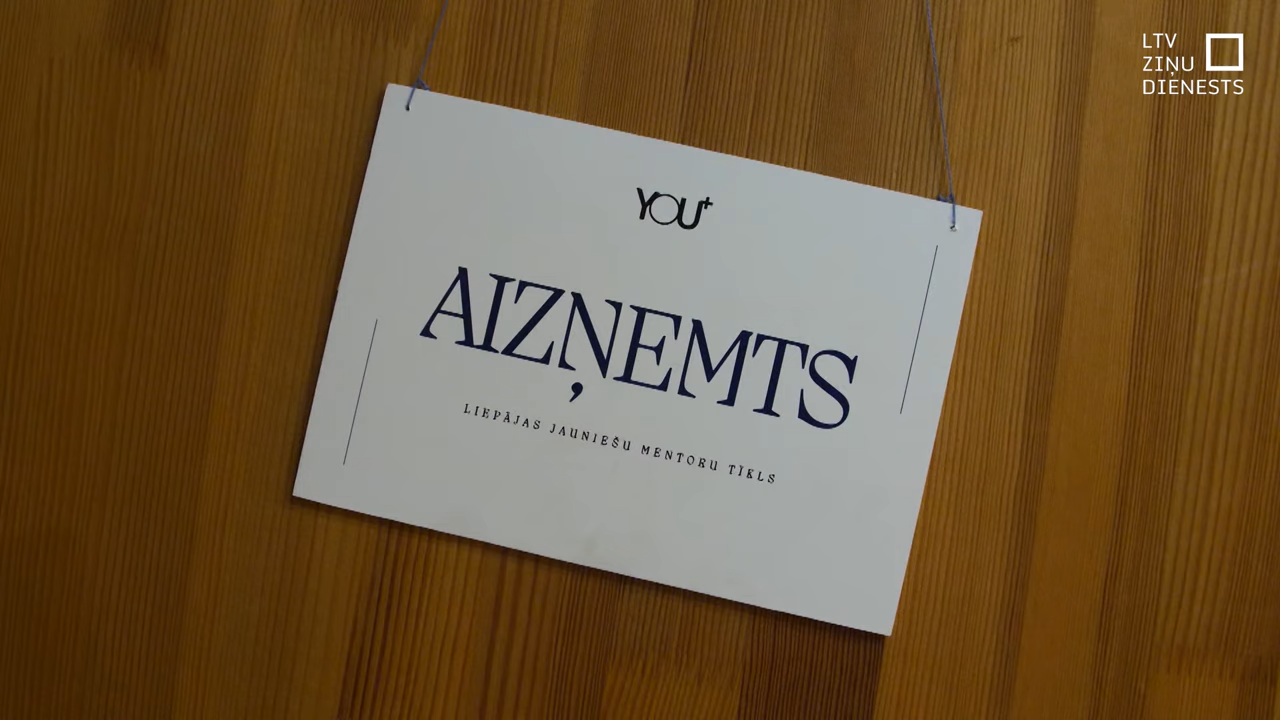 LTV
ZIŅU
DIENESTS
YOU+
AIZŅEMTS
LIEPĀJAS JAUNIEŠU MENTORU TĪKLS